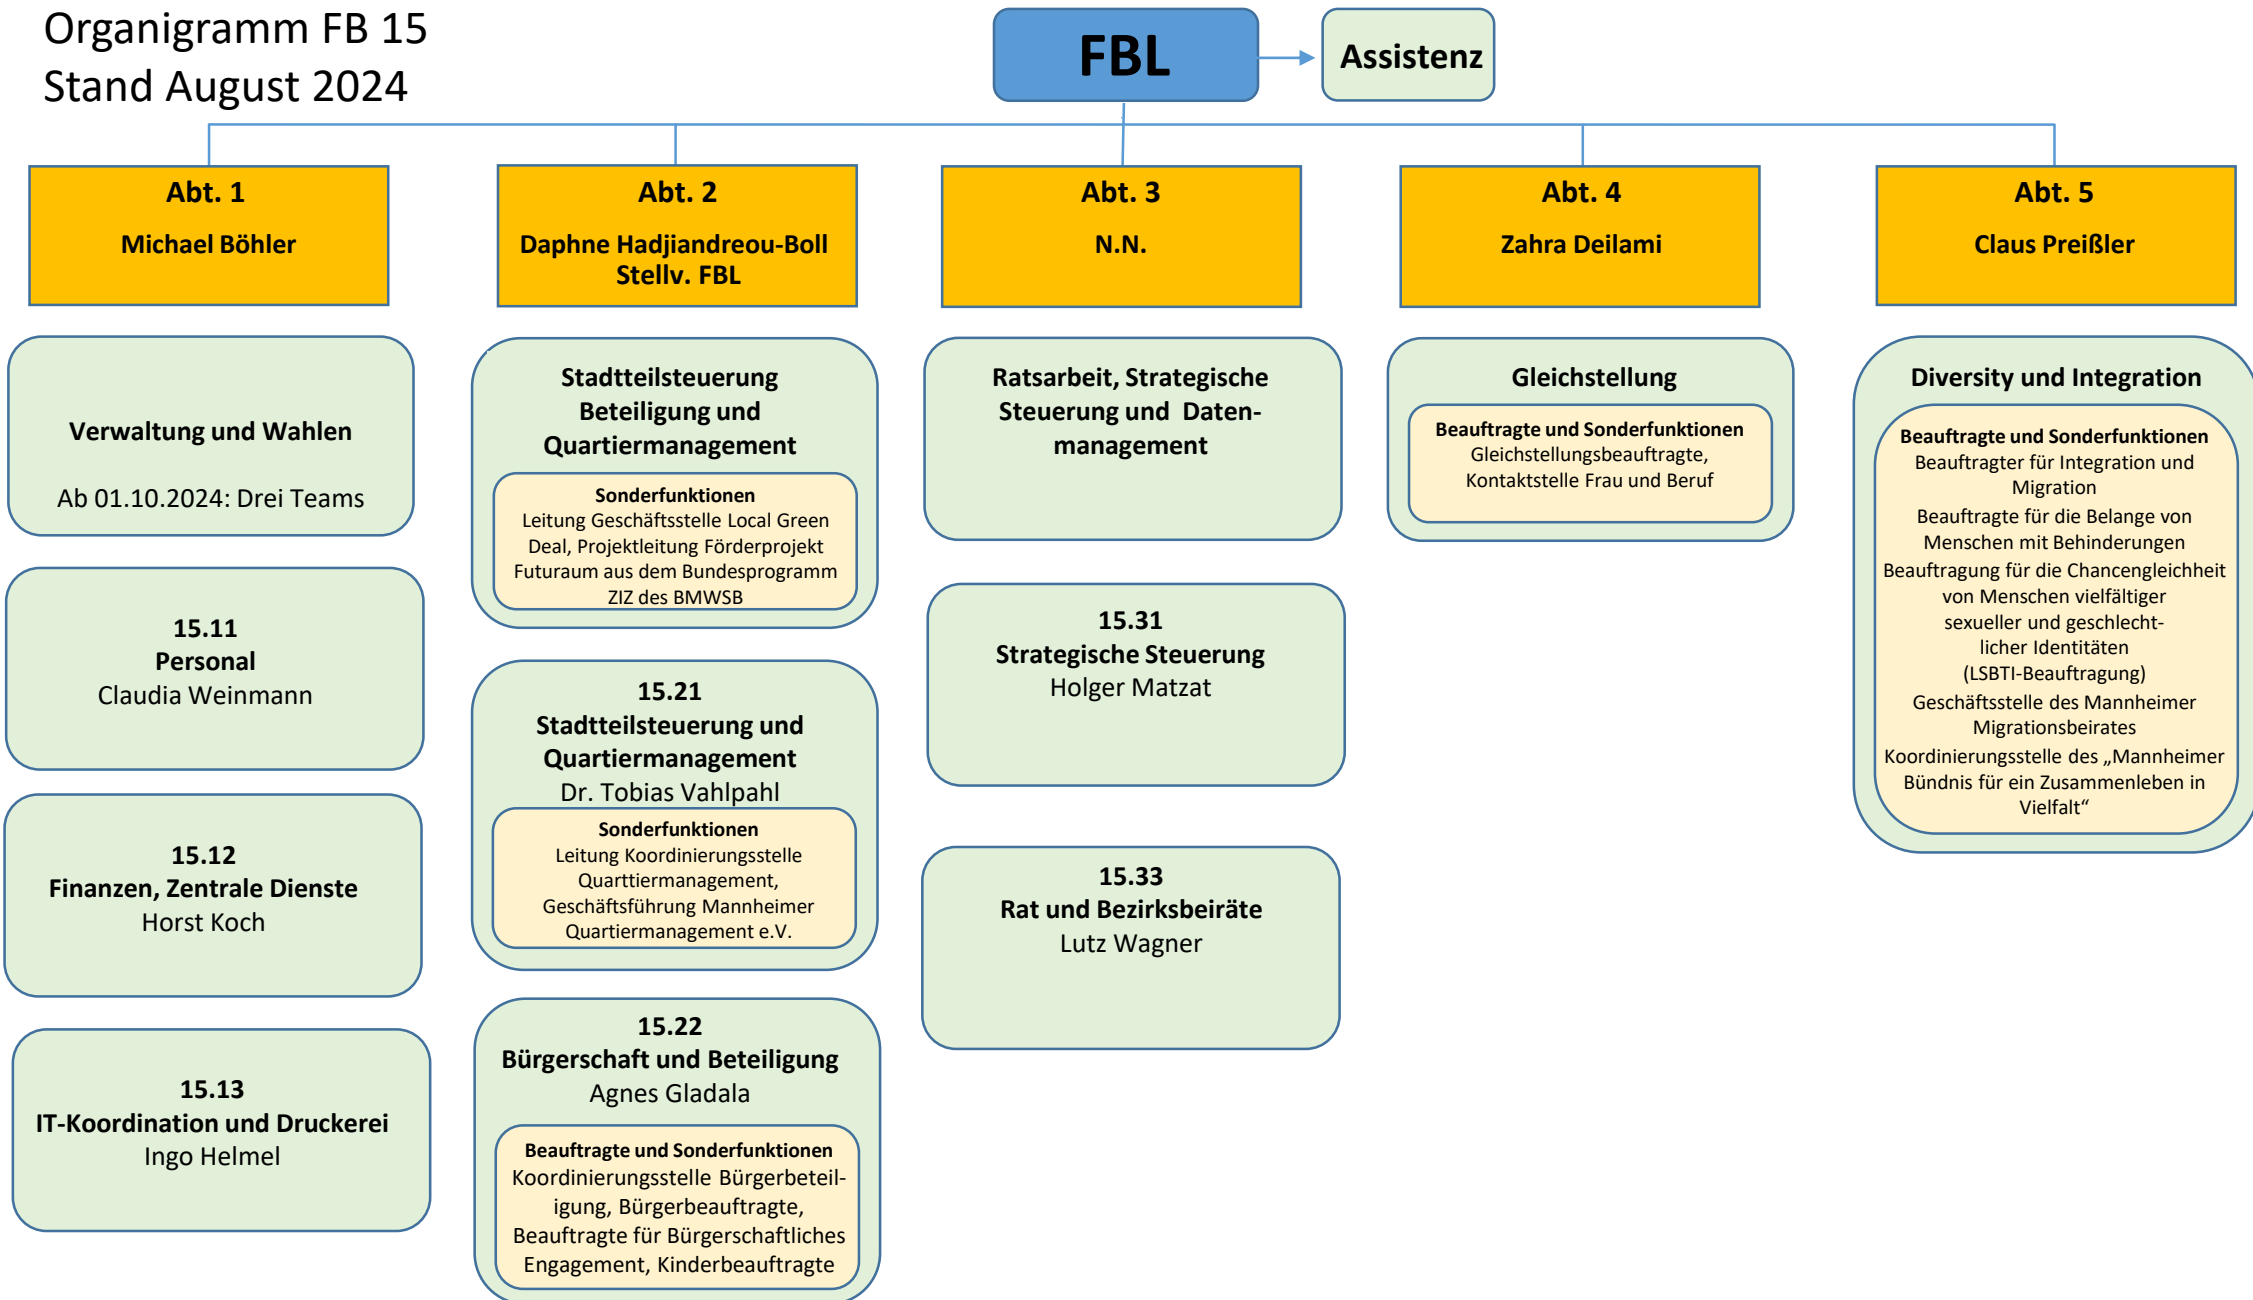 Organigramm FB 15
Stand August 2024
FBL
Assistenz
Abt. 1
Michael Böhler
Verwaltung und Wahlen
Ab 01.10.2024: Drei Teams
15.11
Personal
Claudia Weinmann
15.12
Finanzen, Zentrale Dienste
Horst Koch
15.13
IT-Koordination und Druckerei
Ingo Helmel
Abt. 2
Daphne Hadjiandreou-Boll
Stellv. FBL
Stadtteilsteuerung
Beteiligung und
Quartiermanagement
Sonderfunktionen
Leitung Geschäftsstelle Local Green
Deal, Projektleitung Förderprojekt
Futuraum aus dem Bundesprogramm
ZIZ des BMWSB
15.21
Stadtteilsteuerung und
Quartiermanagement
Dr. Tobias Vahlpahl
Sonderfunktionen
Leitung Koordinierungsstelle
Quarttiermanagement,
Geschäftsführung Mannheimer
Quartiermanagement e.V.
15.22
Bürgerschaft und Beteiligung
Agnes Gladala
Beauftragte und Sonderfunktionen
Koordinierungsstelle Bürgerbeteil-
igung, Bürgerbeauftragte,
Beauftragte für Bürgerschaftliches
Engagement, Kinderbeauftragte
Abt. 3
N.N.
Ratsarbeit, Strategische
Steuerung und Daten-
management
15.31
Strategische Steuerung
Holger Matzat
15.33
Rat und Bezirksbeiräte
Lutz Wagner
Abt. 4
Zahra Deilami
Gleichstellung
Beauftragte und Sonderfunktionen
Gleichstellungsbeauftragte,
Kontaktstelle Frau und Beruf
Abt. 5
Claus Preißler
Diversity und Integration
Beauftragte und Sonderfunktionen
Beauftragter für Integration und
Migration
Beauftragte für die Belange von
Menschen mit Behinderungen
Beauftragung für die Chancengleichheit
von Menschen vielfältiger
sexueller und geschlecht-
licher Identitäten
(LSBTI-Beauftragung)
Geschäftsstelle des Mannheimer
Migrationsbeirates
Koordinierungsstelle des „Mannheimer
Bündnis für ein Zusammenleben in
Vielfalt“